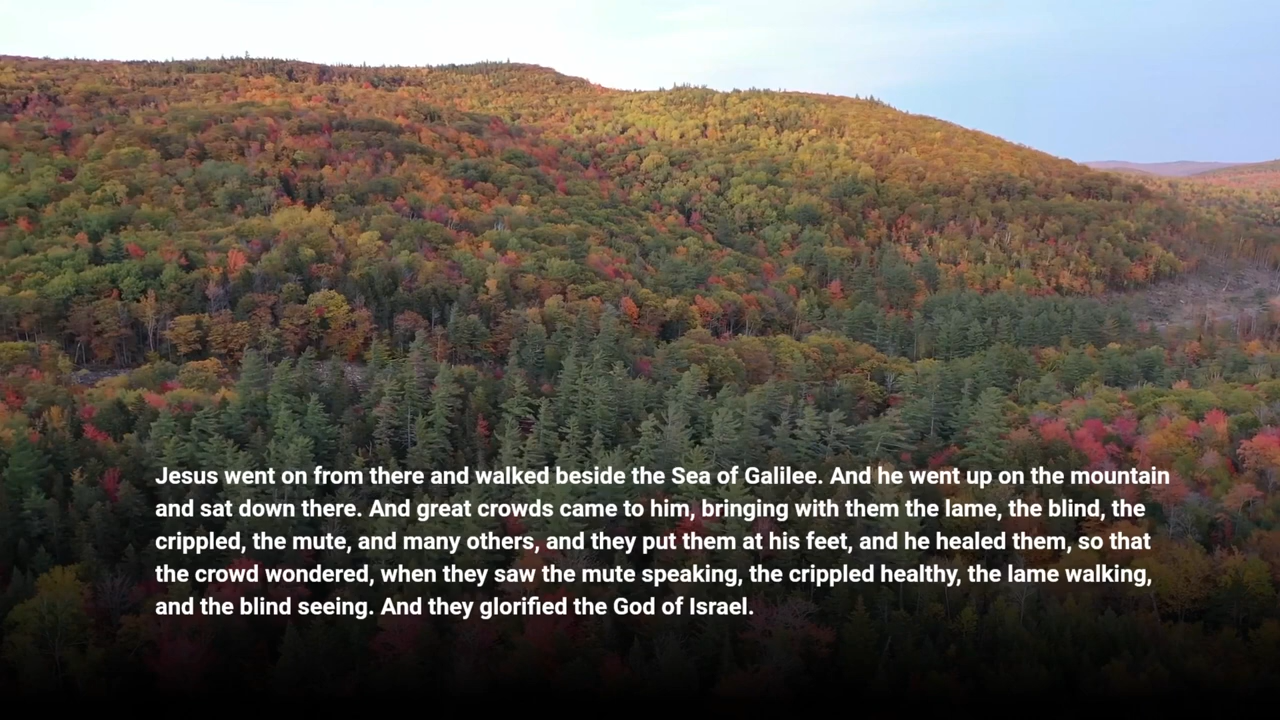 Jesus went on from there and walked beside the Sea of Galilee. And he went up on the mountain
and sat down there. And great crowds came to him, bringing with them the lame, the blind, the
crippled, the mute, and many others, and they put them at his feet, and he healed them, so that
the crowd wondered, when they saw the mute speaking, the crippled healthy, the lame walking,
and the blind seeing. And they glorified the God of Israel.